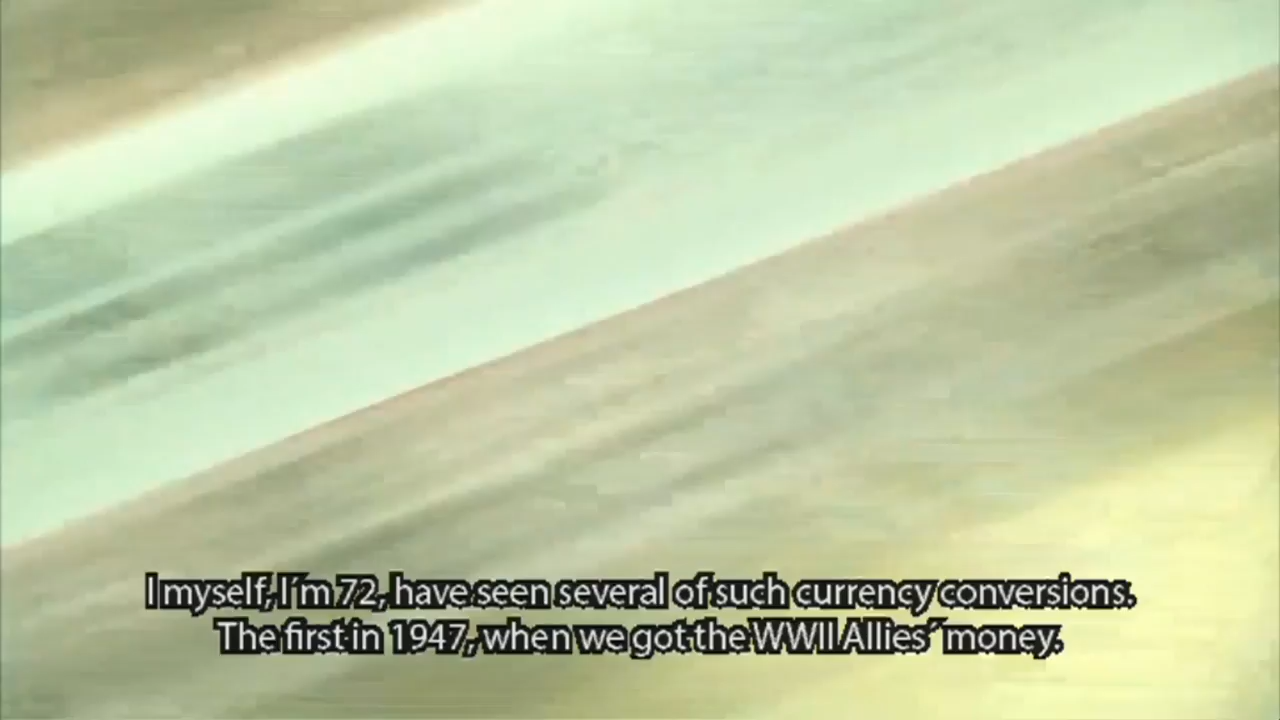 I myself, I´m 72, have seen several of such currency conversions.
The first in 1947, when we got the WWII Allies´ money.